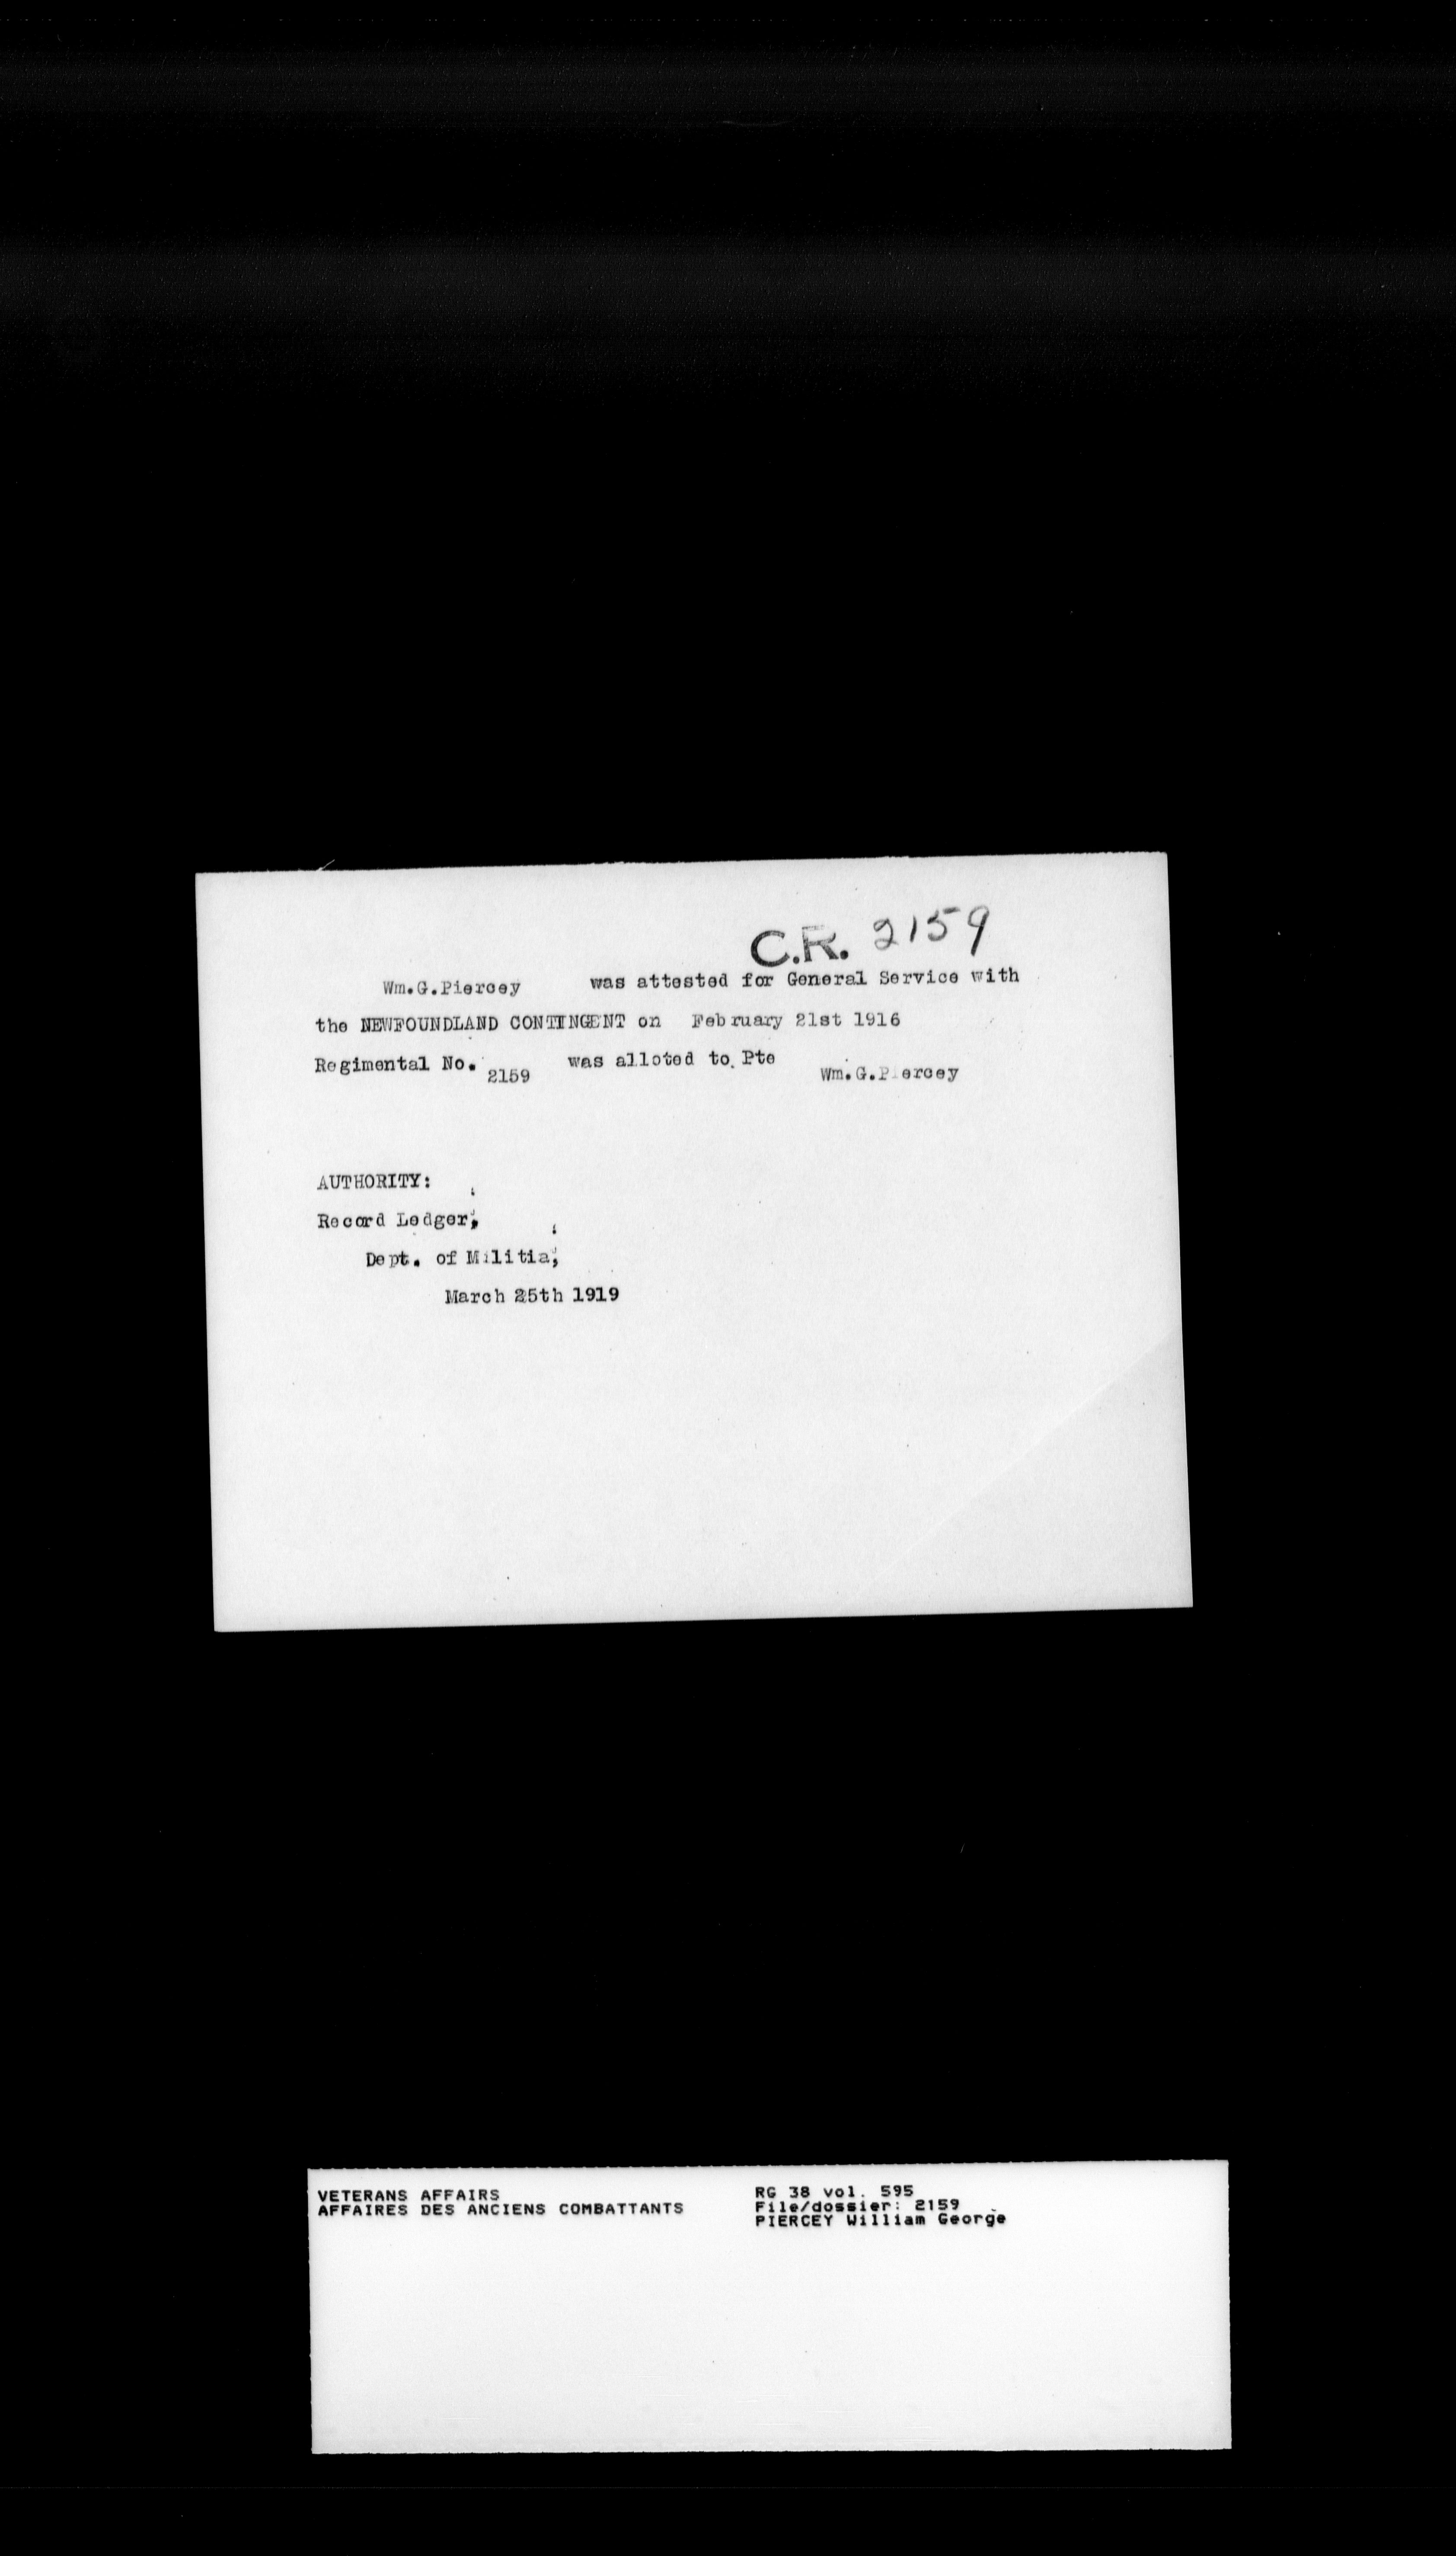 C.R. 2159
Wm.G.Piercey was attested for General Service with
the NEWFOUNDLAND CONTINGENT on February 21st 1916
Regimental No. 2159 was alloted to Pte Wm.G.Piercey
AUTHORITY:
Record Ledger,
Dept. of Militia,
March 25th 1919
VETERANS AFFAIRS
AFFAIRES DES ANCIENS COMBATTANTS
RG 38 vol. 595
File/dossier: 2159
PIERCEY William George